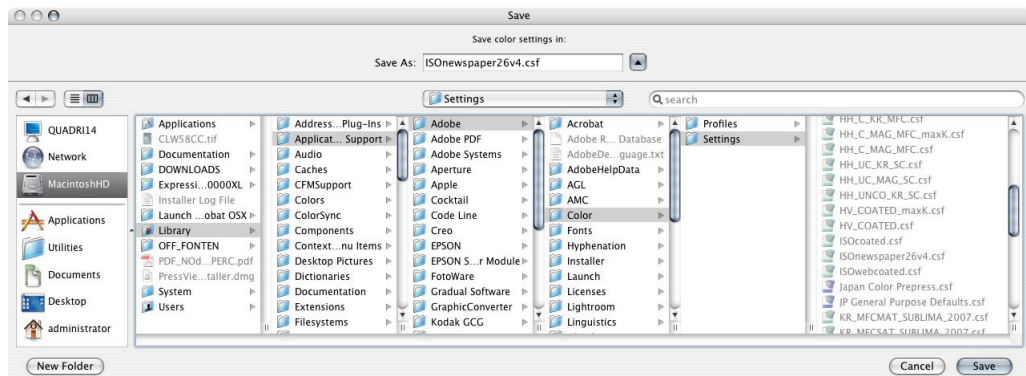 Save
Save color settings in:
Save As: ISOnewspaper26v4.csf
Settings
search
QUADRI14
Network
MacintoshHD
Applications
Utilities
Documents
Desktop
administrator
Applications
CLWS8CC.tif
Documentation
DOWNLOADS
Expressi...0000XL
Installer Log File
Launch ...obat OSX
Library
OFF_FONTEN
PDF_NOd...PERC.pdf
PressVie...taller.dmg
System
Users
Address...Plug-Ins
Applicat... Support
Audio
Caches
CFMSupport
Colors
ColorSync
Components
Context...nu Items
Desktop Pictures
Dictionaries
Documentation
Extensions
Filesystems
Adobe
Adobe PDF
Adobe Systems
Aperture
Apple
Cocktail
Code Line
Creo
EPSON
EPSON S...r Module
FotoWare
Gradual Software
GraphicConverter
Kodak GCG
Acrobat
Adobe R... Database
AdobeDe...guage.txt
AdobeHelpData
AGL
AMC
Color
Fonts
Hyphenation
Installer
Launch
Licenses
Lightroom
Linguistics
Profiles
Settings
HH_C_KR_MFC.csf
HH_C_MAG_MFC_maxK.csf
HH_C_MAG_MFC.csf
HH_UC_KR_SC.csf
HH_UC_MAG_SC.csf
HH_UNCO_KR_SC.csf
HV_COATED_maxK.csf
HV_COATED.csf
ISOcoated.csf
ISOnewspaper26v4.csf
ISOwebcoated.csf
Japan Color Prepress.csf
JP General Purpose Defaults.csf
KR_MFCMAT_SUBLIMA_2007.csf
KR_MFCSAT_SUBLIMA_2007.csf
New Folder
Cancel
Save